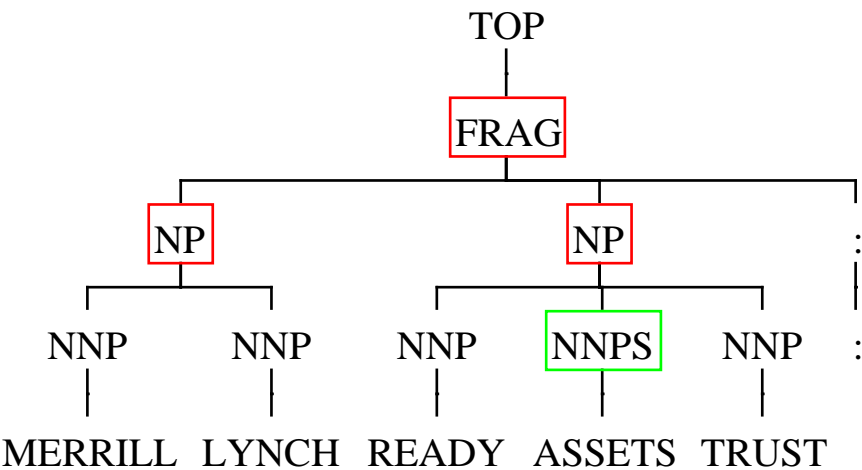 TOP
FRAG
NP NP :
NNP NNP NNP NNPS NNP :
MERRILL LYNCH READY ASSETS TRUST